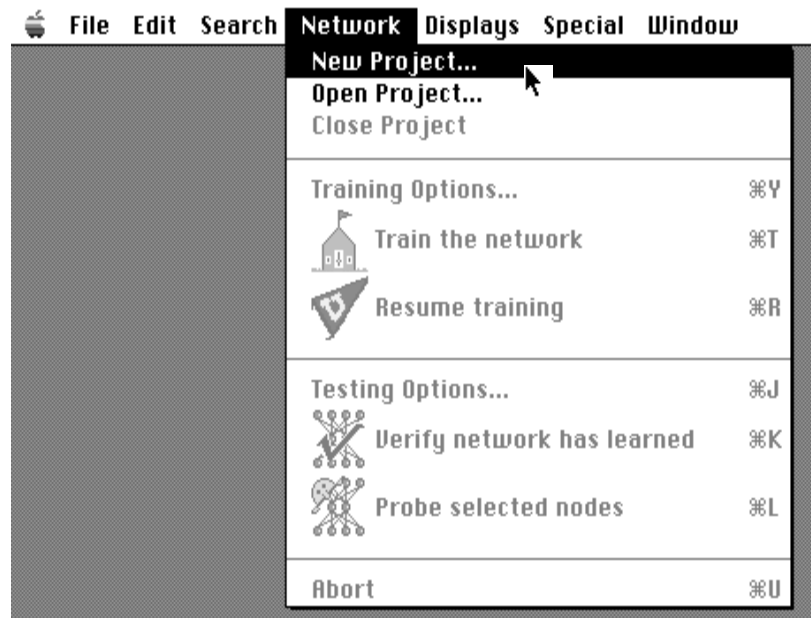 File Edit Search Network Displays Special Window
New Project...
Open Project...
Close Project
Training Options... ⌘Y
Train the network ⌘T
Resume training ⌘R
Testing Options... ⌘J
Verify network has learned ⌘K
Probe selected nodes ⌘L
Abort ⌘U